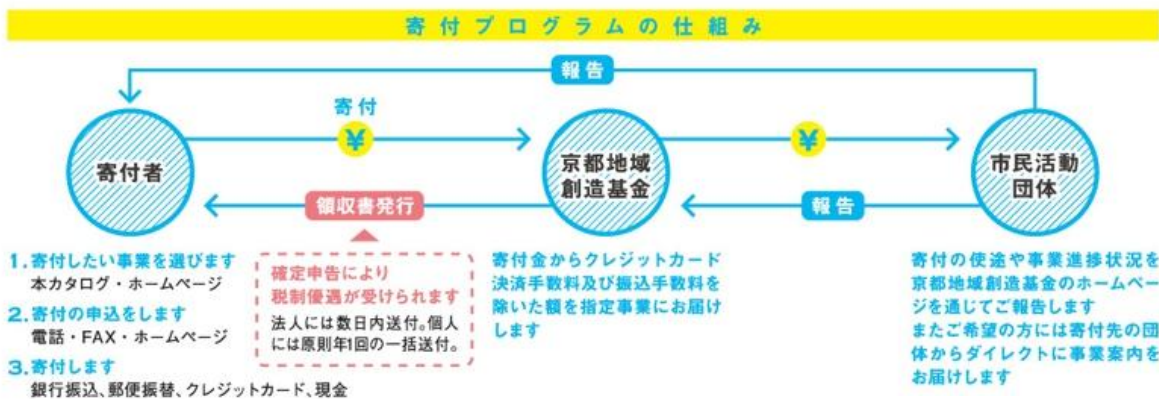 寄付プログラムの仕組み
報告
寄付
¥
¥
寄付者
京都地域
創造基金
市民活動
団体
領収書発行
報告
1.寄付したい事業を選びます
本カタログ・ホームページ
2.寄付の申込をします
電話・FAX・ホームページ
3.寄付します
銀行振込、郵便振替、クレジットカード、現金
確定申告により
税制優遇が受けられます
法人には数日内送付。個人
には原則年1回の一括送付。
寄付金からクレジットカード
決済手数料及び振込手数料を
除いた額を指定事業にお届け
します
寄付の使途や事業進捗状況を
京都地域創造基金のホームペー
ジを通じてご報告します
またご希望の方には寄付先の団
体からダイレクトに事業案内を
お届けします